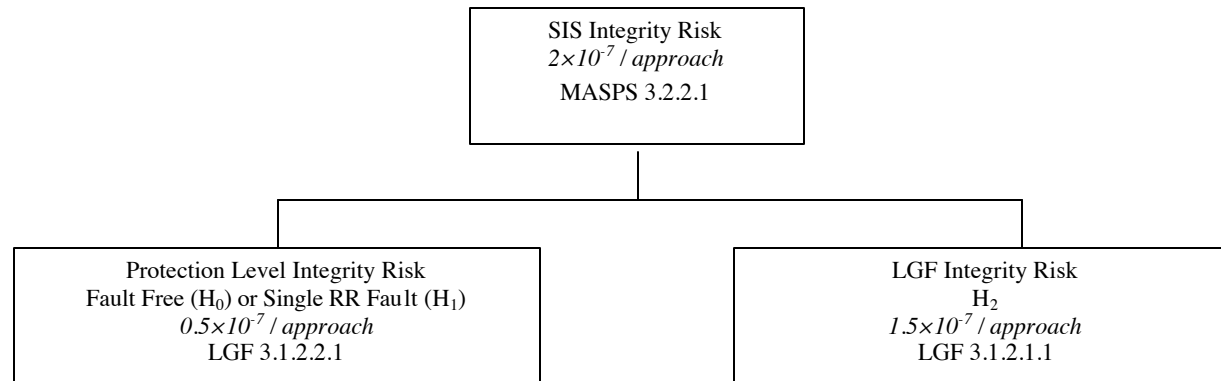 SIS Integrity Risk
2×10⁻⁷ / approach
MASPS 3.2.2.1
Protection Level Integrity Risk
Fault Free (H₀) or Single RR Fault (H₁)
0.5×10⁻⁷ / approach
LGF 3.1.2.2.1
LGF Integrity Risk
H₂
1.5×10⁻⁷ / approach
LGF 3.1.2.1.1